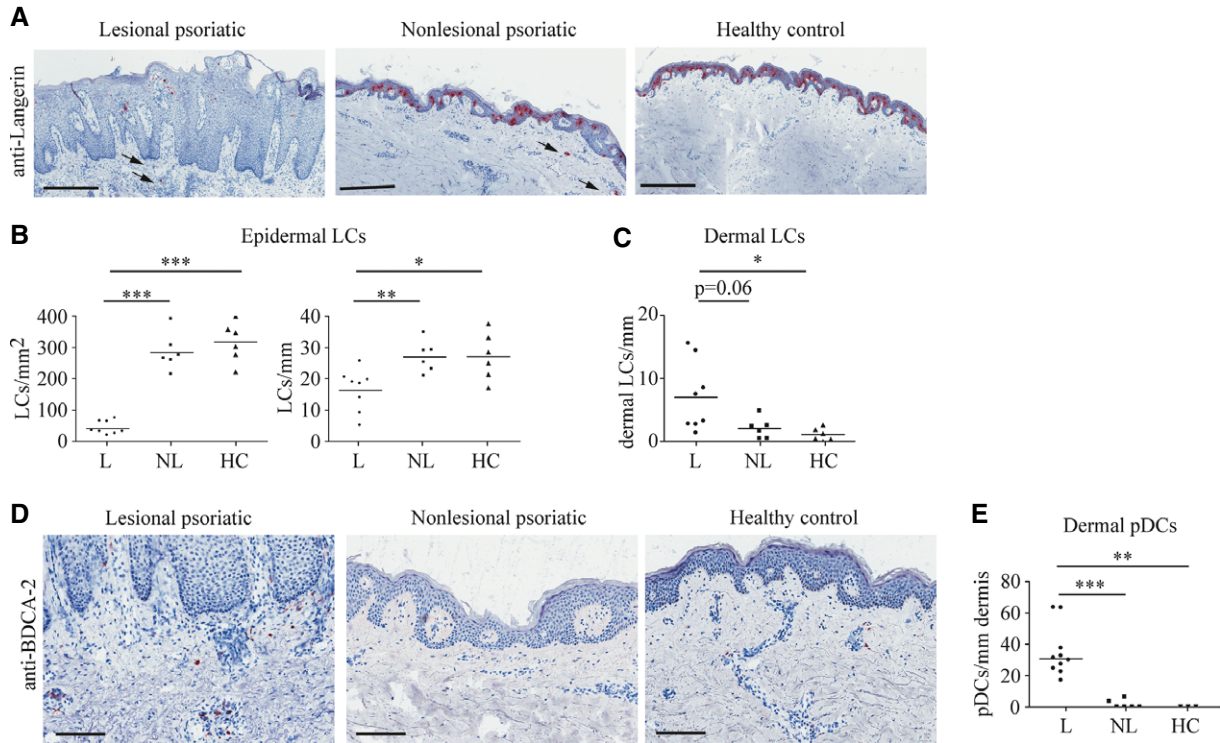 A
Lesional psoriatic
Nonlesional psoriatic
Healthy control
anti-Langerin
B
Epidermal LCs
***
***
LCs/mm²
400
300
200
100
0
L
NL
HC
*
**
LCs/mm
40
30
20
10
0
L
NL
HC
C
Dermal LCs
*
p=0.06
dermal LCs/mm
20
10
0
L
NL
HC
D
Lesional psoriatic
Nonlesional psoriatic
Healthy control
anti-BDCA-2
E
Dermal pDCs
**
***
pDCs/mm dermis
80
60
40
20
0
L
NL
HC